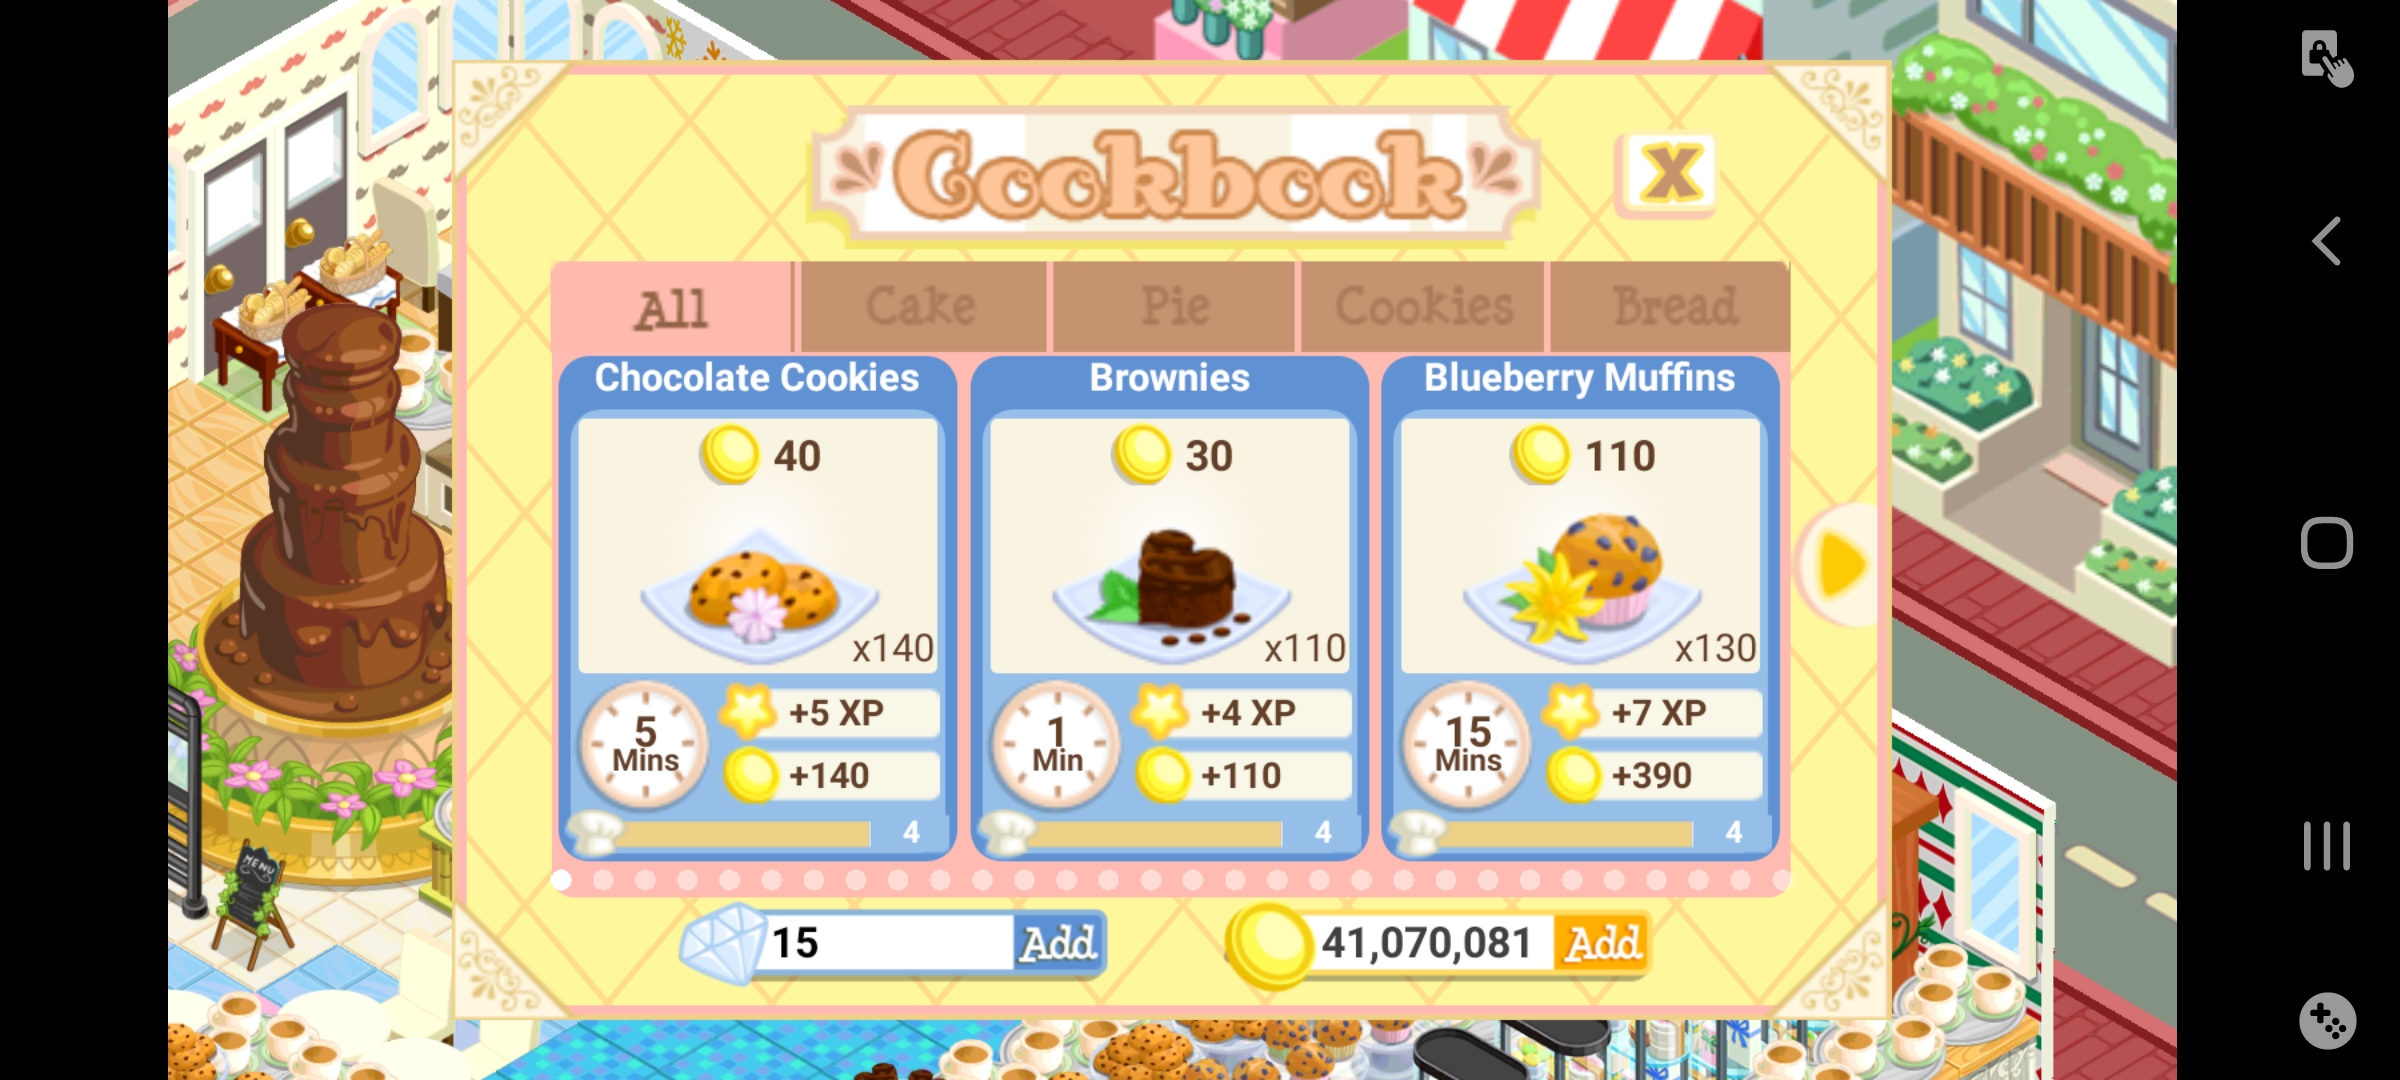 Cookbook
X
All
Cake
Pie
Cookies
Bread
Chocolate Cookies
40
x140
5
Mins
+5 XP
+140
4
Brownies
30
x110
1
Min
+4 XP
+110
4
Blueberry Muffins
110
x130
15
Mins
+7 XP
+390
4
15
Add
41,070,081
Add
MENU